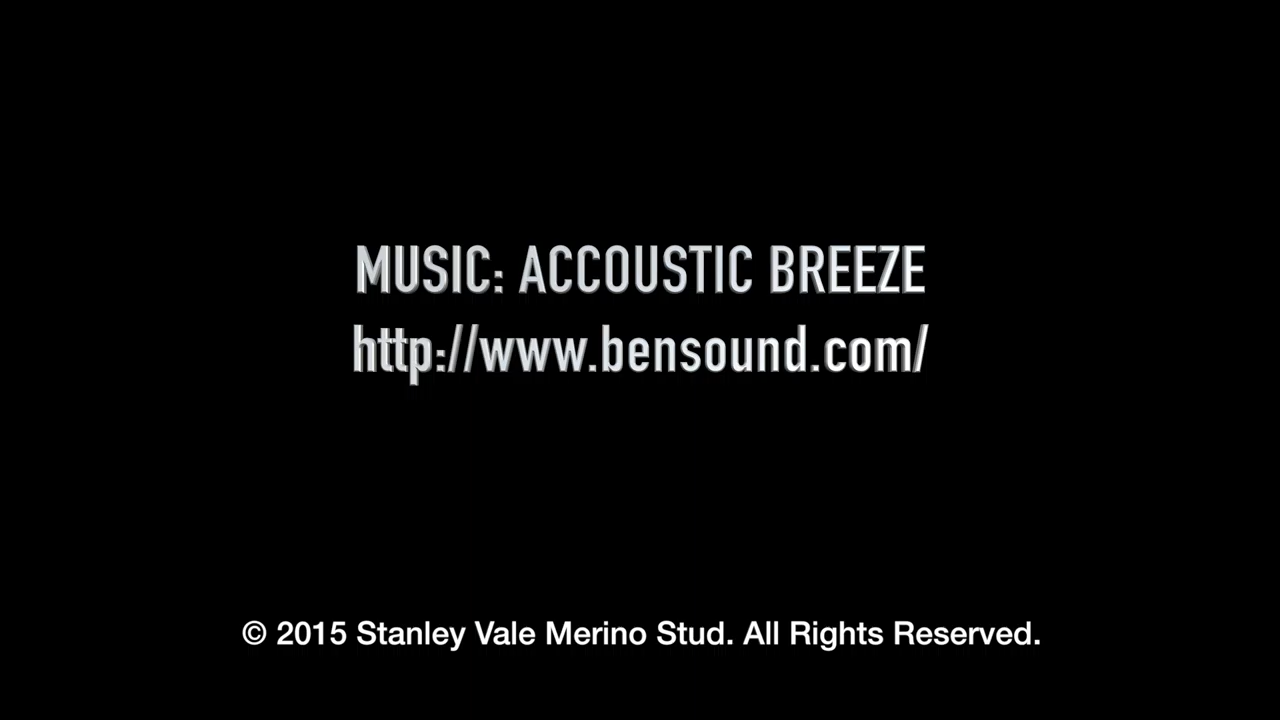 MUSIC: ACCOUSTIC BREEZE
http://www.bensound.com/
© 2015 Stanley Vale Merino Stud. All Rights Reserved.